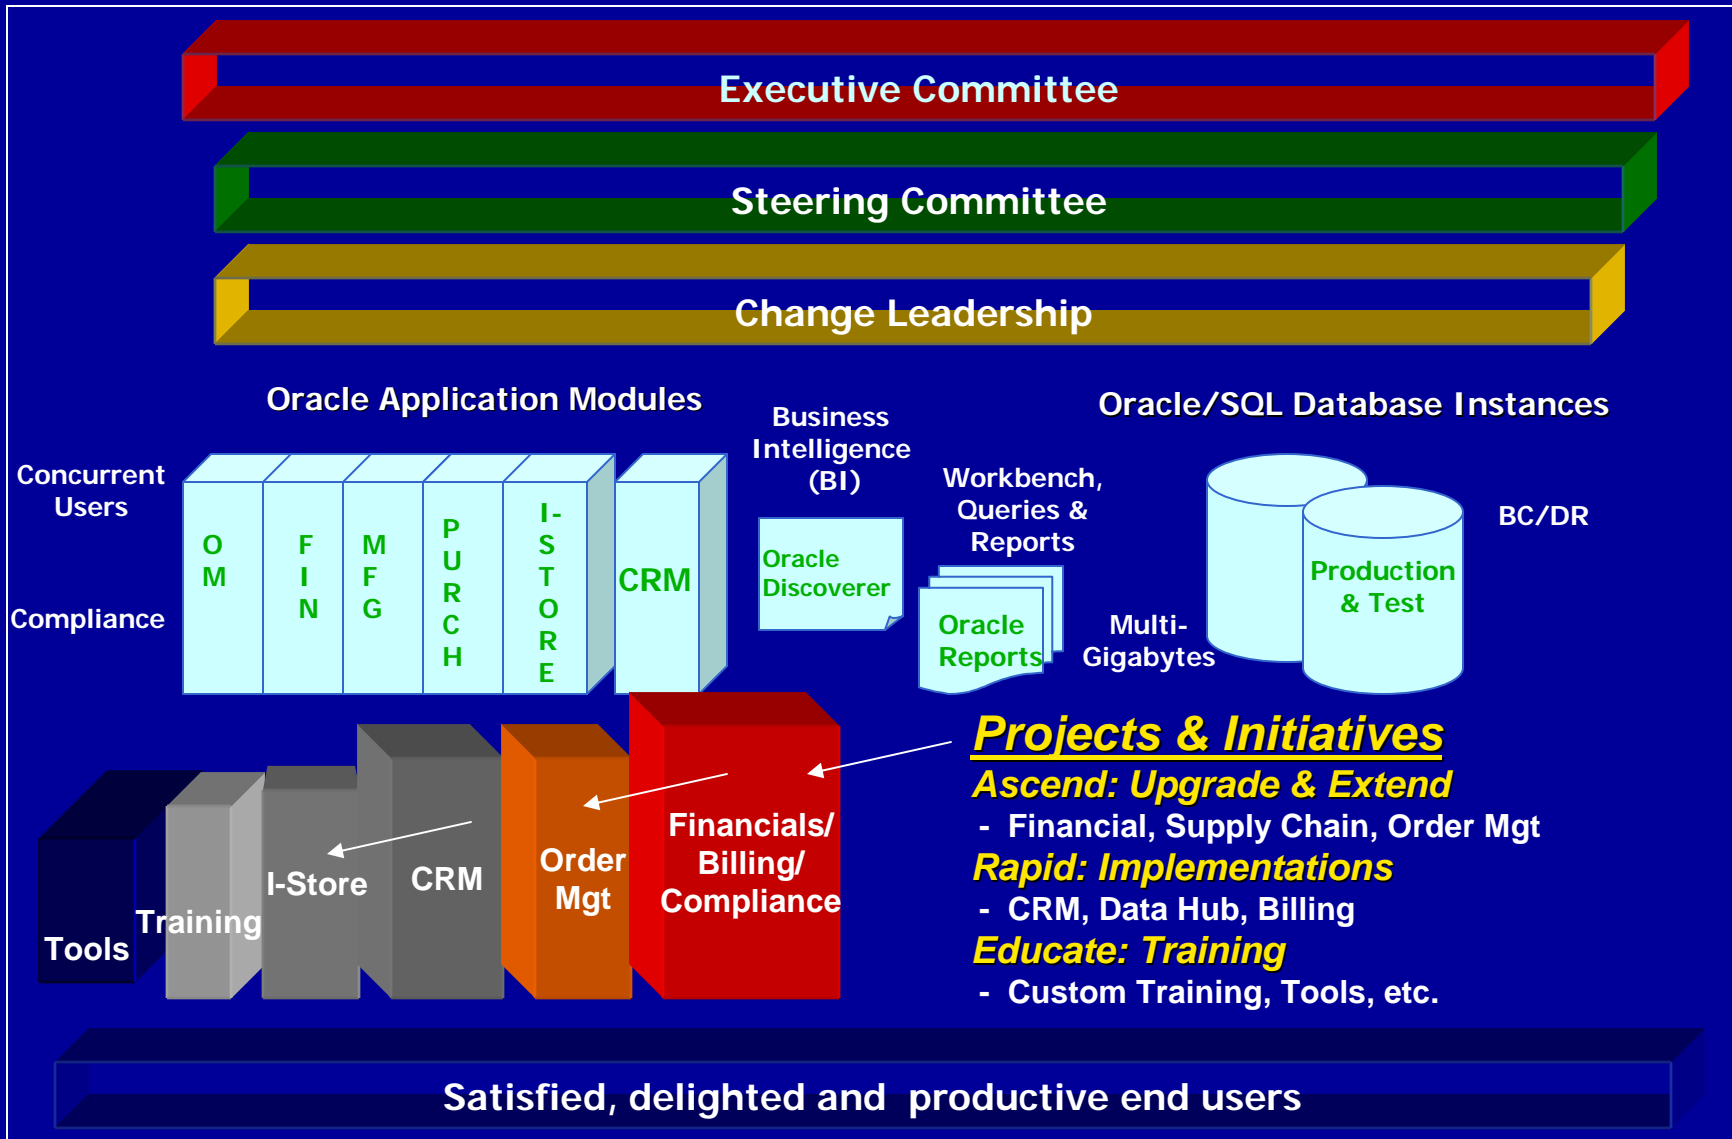 Executive Committee
Steering Committee
Change Leadership
Oracle Application Modules
Business
Intelligence
(BI)
Oracle/SQL Database Instances
Concurrent
Users
Compliance
O
M
F
I
N
M
F
G
P
U
R
C
H
I-
S
T
O
R
E
CRM
Oracle
Discoverer
Workbench,
Queries &
Reports
Oracle
Reports
Multi-
Gigabytes
Production
& Test
BC/DR
Tools
Training
I-Store
CRM
Order
Mgt
Financials/
Billing/
Compliance
Projects & Initiatives
Ascend: Upgrade & Extend
- Financial, Supply Chain, Order Mgt
Rapid: Implementations
- CRM, Data Hub, Billing
Educate: Training
- Custom Training, Tools, etc.
Satisfied, delighted and productive end users